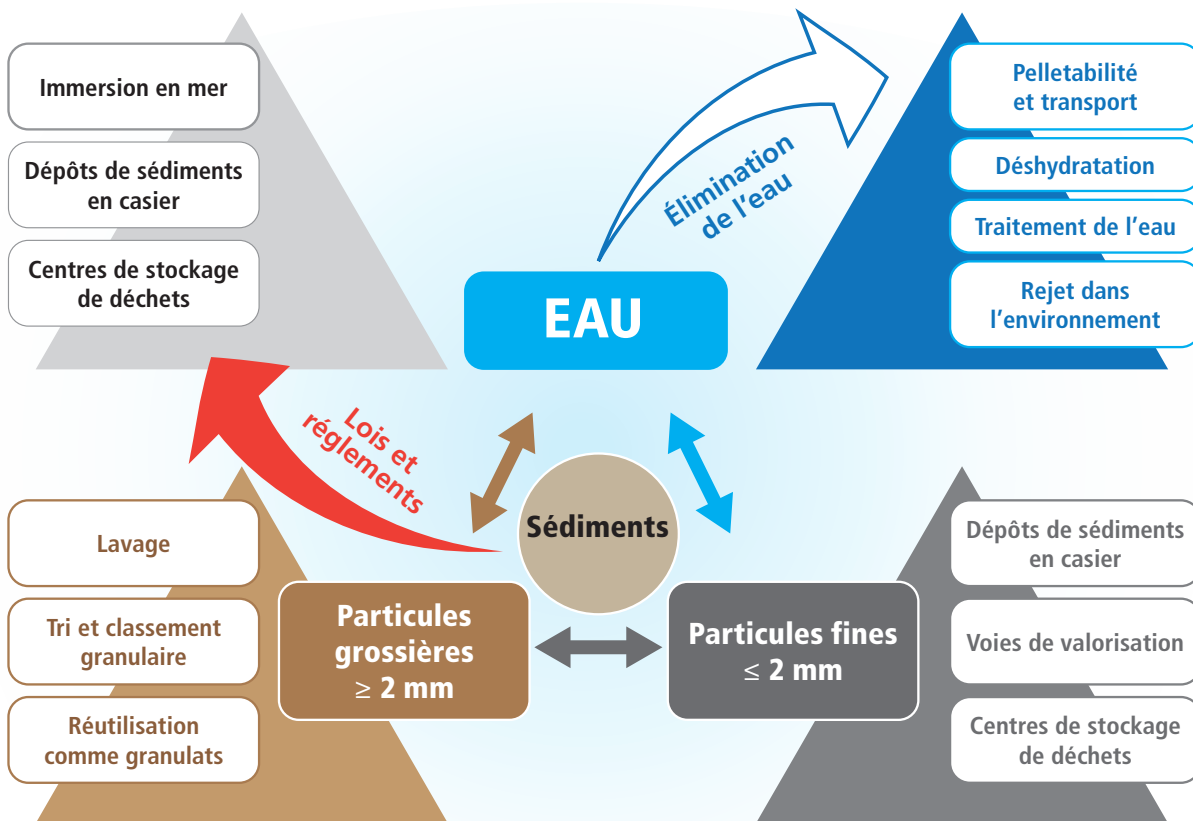 Immersion en mer
Dépôts de sédiments
en casier
Centres de stockage
de déchets
Élimination
de l'eau
Pelletabilité
et transport
Déshydratation
Traitement de l'eau
Rejet dans
l'environnement
EAU
Lois et
réglements
Sédiments
Lavage
Tri et classement
granulaire
Réutilisation
comme granulats
Particules
grossières
≥ 2 mm
Particules fines
≤ 2 mm
Dépôts de sédiments
en casier
Voies de valorisation
Centres de stockage
de déchets